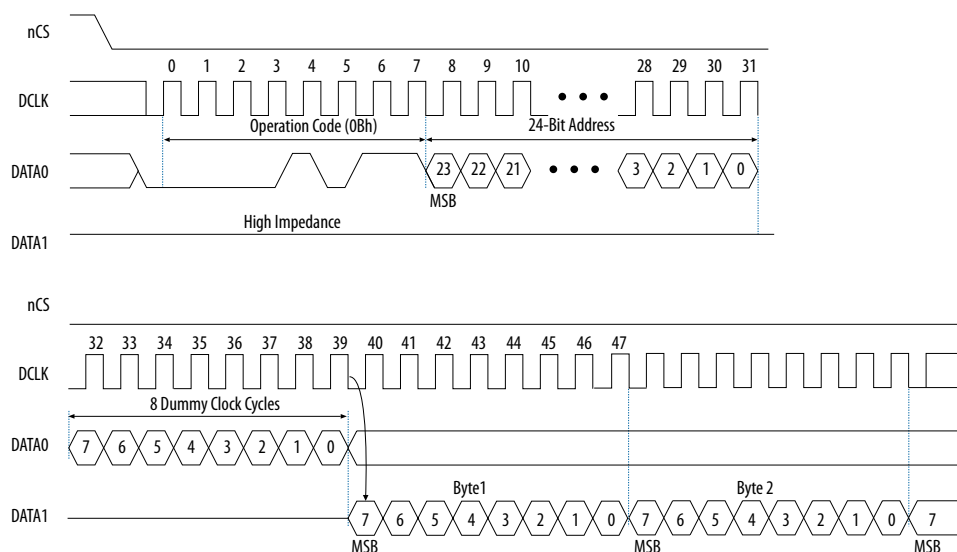 nCS
0 1 2 3 4 5 6 7 8 9 10 28 29 30 31
DCLK
Operation Code (0Bh) 24-Bit Address
DATA0 23 22 21 3 2 1 0
MSB
High Impedance
DATA1
nCS
32 33 34 35 36 37 38 39 40 41 42 43 44 45 46 47
DCLK
8 Dummy Clock Cycles
DATA0 7 6 5 4 3 2 1 0
Byte1 Byte 2
DATA1 7 6 5 4 3 2 1 0 7 6 5 4 3 2 1 0 7
MSB MSB MSB